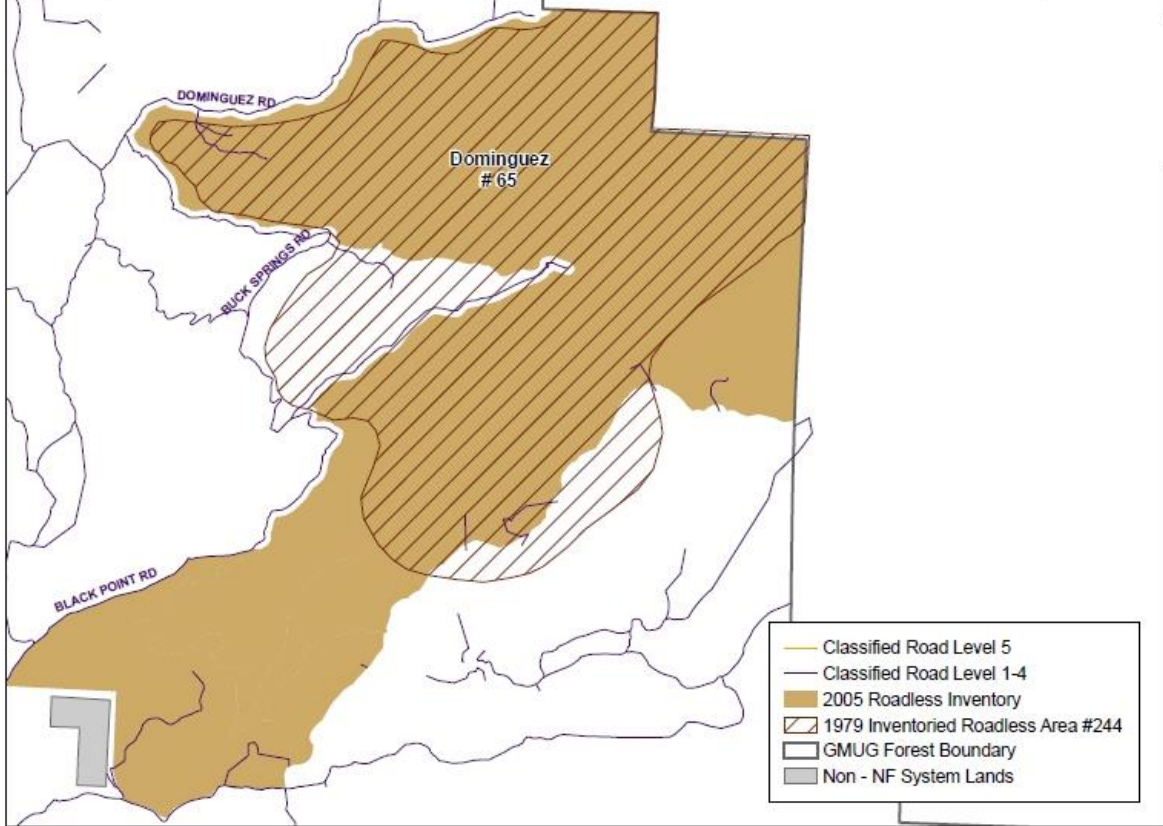 DOMINGUEZ RD
Dominguez
# 65
BUCK SPRINGS RD
BLACK POINT RD
Classified Road Level 5
Classified Road Level 1-4
2005 Roadless Inventory
1979 Inventoried Roadless Area #244
GMUG Forest Boundary
Non - NF System Lands